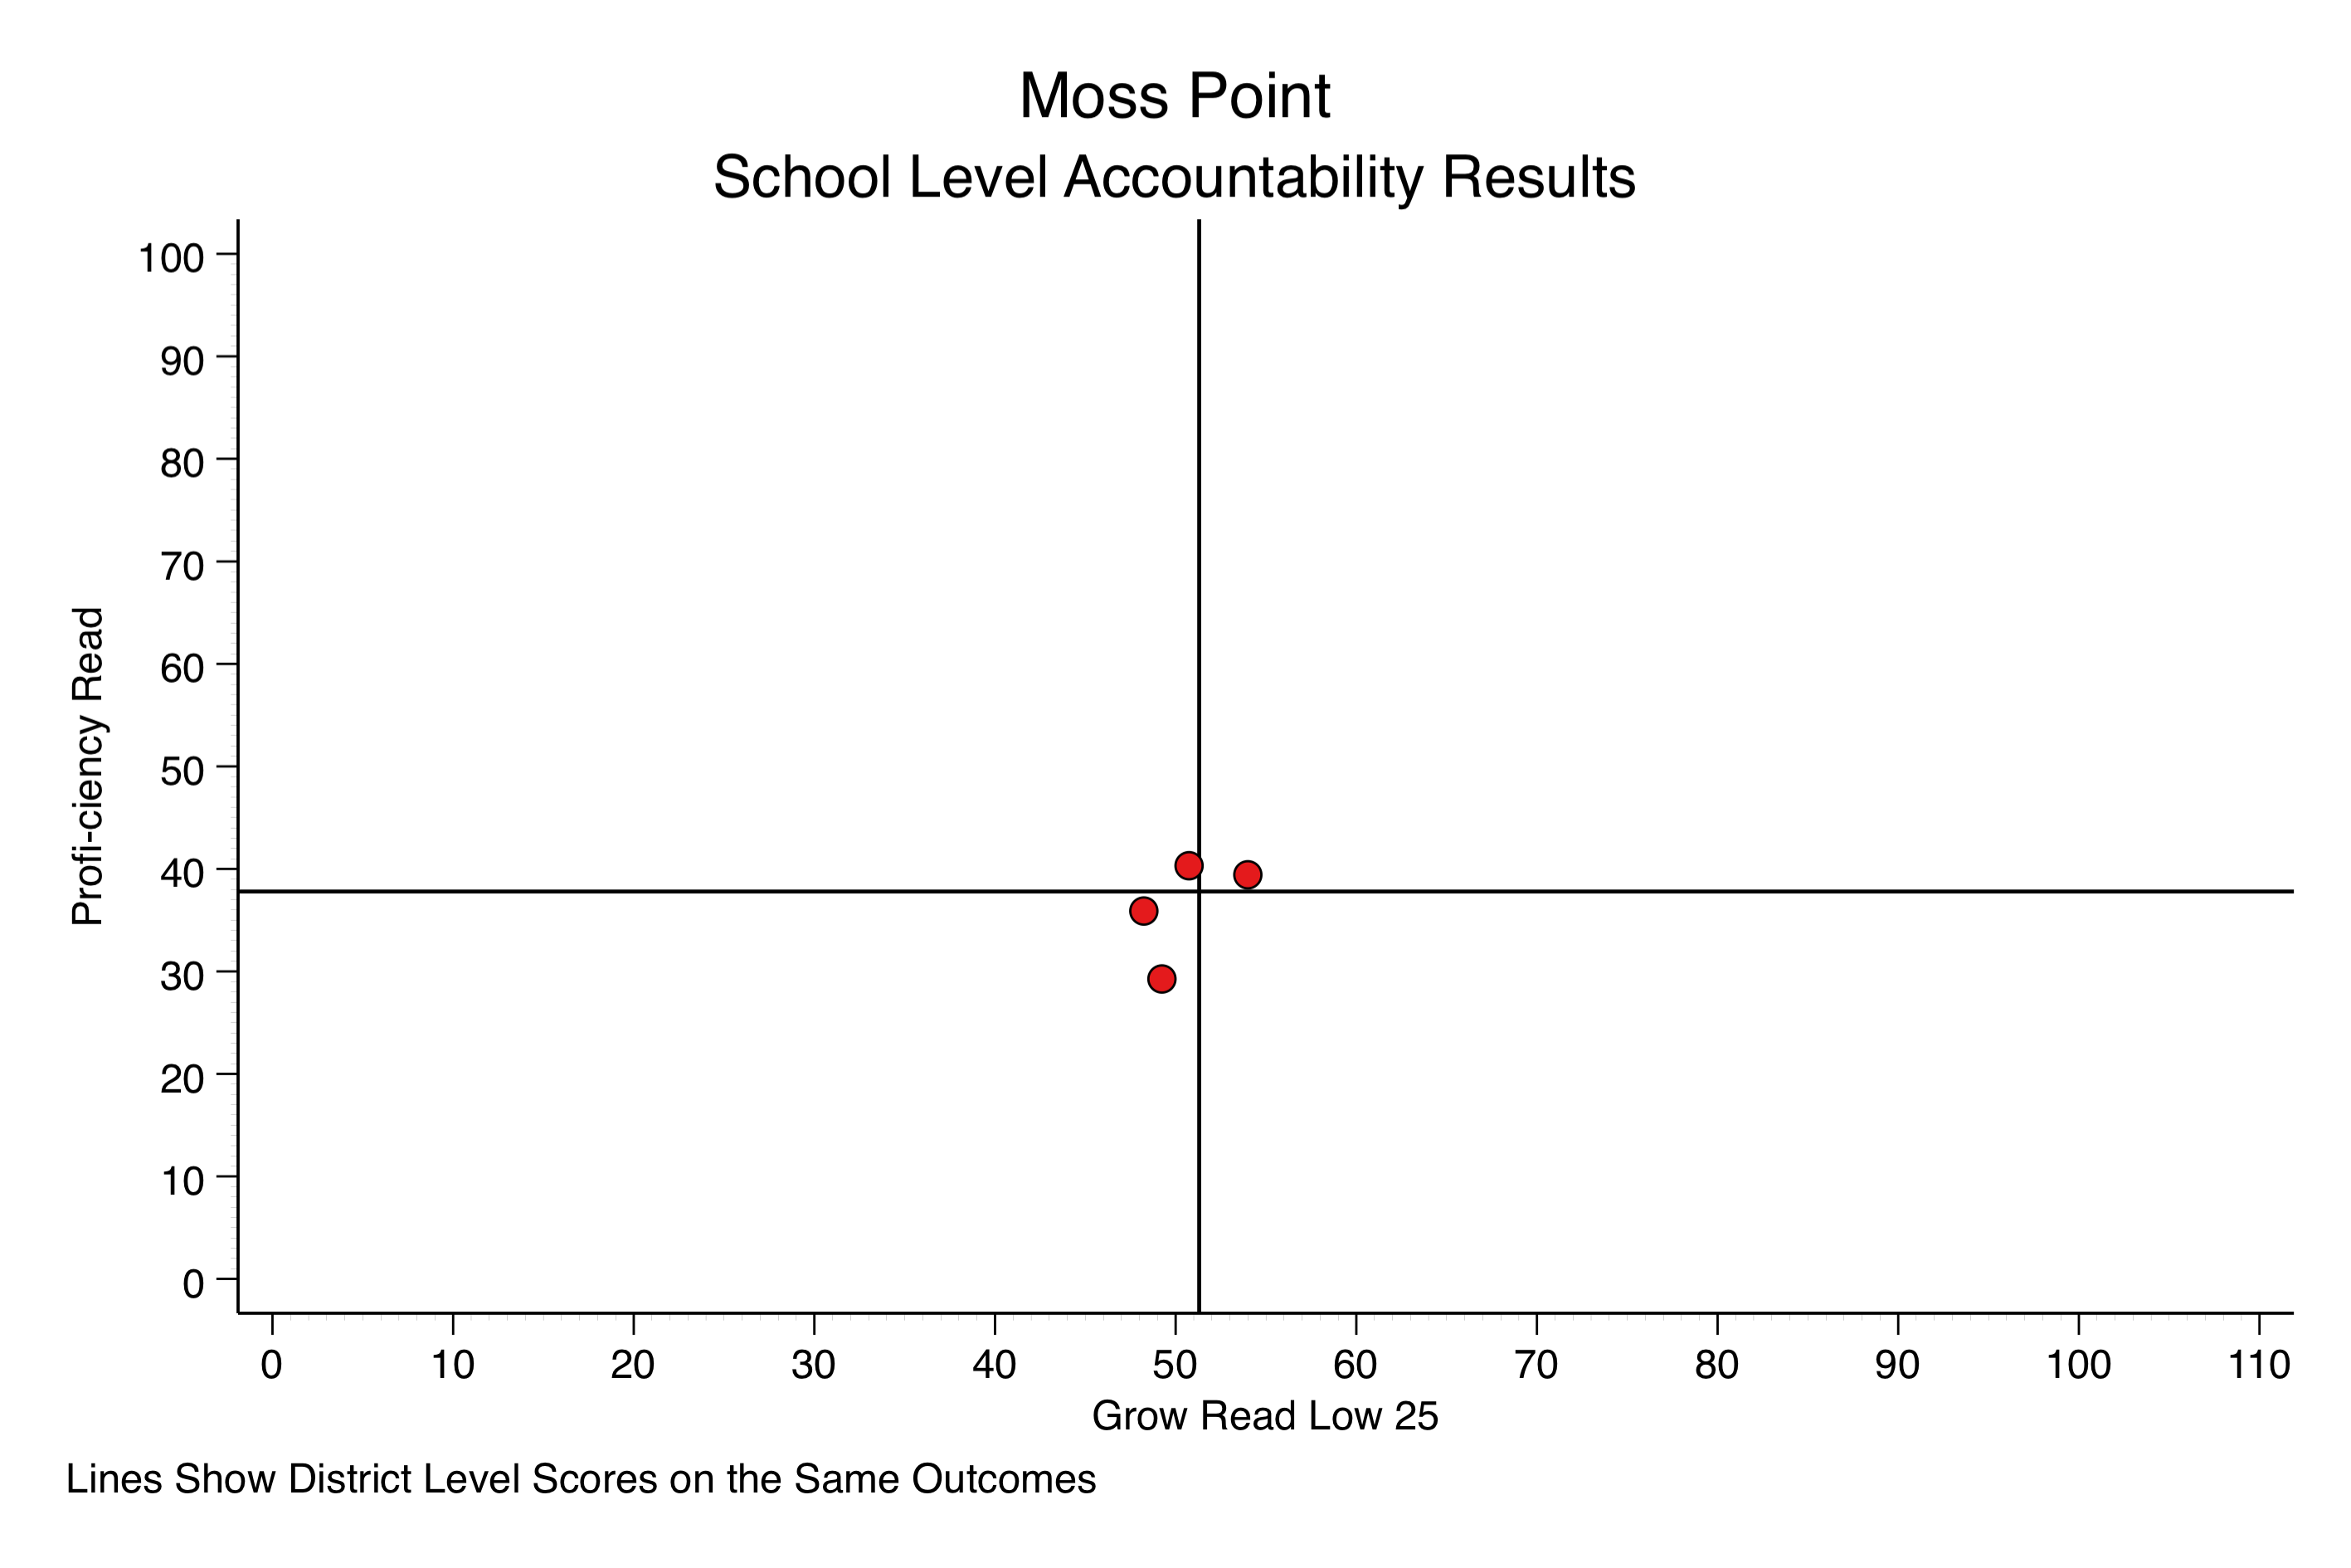 Moss Point
School Level Accountability Results
100
90
80
70
60
50
40
30
20
10
0
Profi-ciency Read
0 10 20 30 40 50 60 70 80 90 100 110
Grow Read Low 25
Lines Show District Level Scores on the Same Outcomes